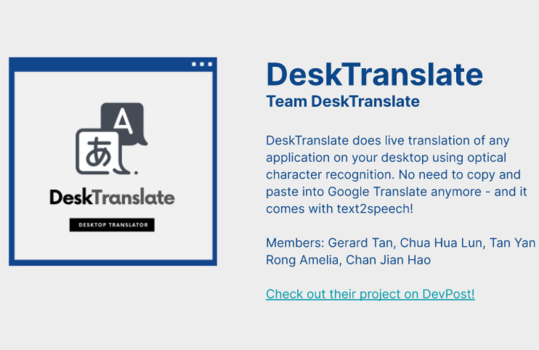 DeskTranslate
Team DeskTranslate
DeskTranslate does live translation of any
application on your desktop using optical
character recognition. No need to copy and
paste into Google Translate anymore - and it
comes with text2speech!
Members: Gerard Tan, Chua Hua Lun, Tan Yan
Rong Amelia, Chan Jian Hao
Check out their project on DevPost!
A
あ
DeskTranslate
DESKTOP TRANSLATOR